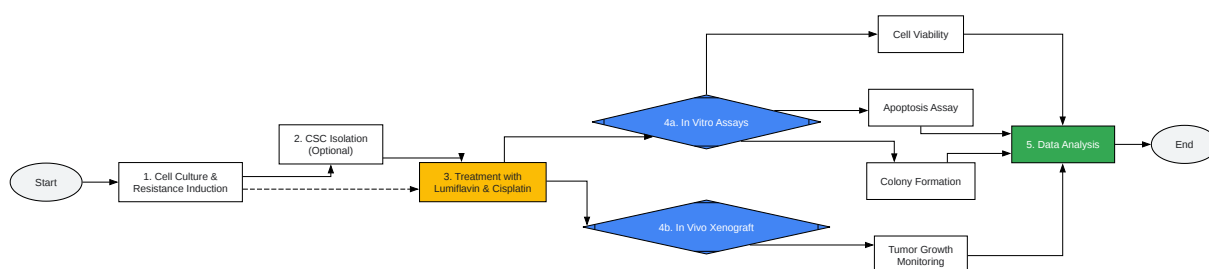 Start
1. Cell Culture &
Resistance Induction
2. CSC Isolation
(Optional)
3. Treatment with
Lumiflavin & Cisplatin
4a. In Vitro Assays
4b. In Vivo Xenograft
Cell Viability
Apoptosis Assay
Colony Formation
Tumor Growth
Monitoring
5. Data Analysis
End